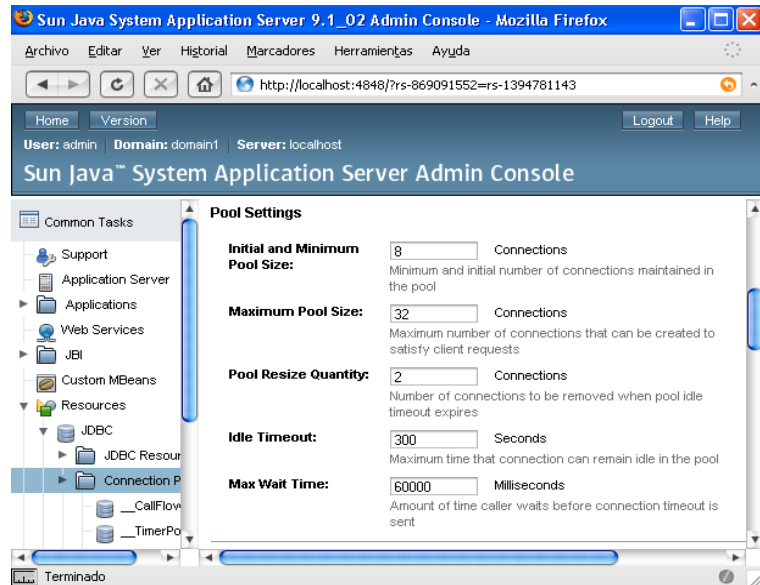 Sun Java System Application Server 9.1_02 Admin Console - Mozilla Firefox
Archivo Editar Ver Historial Marcadores Herramientas Ayuda
http://localhost:4848/?rs-869091552=rs-1394781143
Home Version Logout Help
User: admin Domain: domain1 Server: localhost
Sun Java™ System Application Server Admin Console
Common Tasks
Support
Application Server
Applications
Web Services
JBI
Custom MBeans
Resources
JDBC
JDBC Resour
Connection P
__CallFlow
__TimerPo
Pool Settings
Initial and Minimum Pool Size: 8 Connections
Minimum and initial number of connections maintained in
the pool
Maximum Pool Size: 32 Connections
Maximum number of connections that can be created to
satisfy client requests
Pool Resize Quantity: 2 Connections
Number of connections to be removed when pool idle
timeout expires
Idle Timeout: 300 Seconds
Maximum time that connection can remain idle in the pool
Max Wait Time: 60000 Milliseconds
Amount of time caller waits before connection timeout is
sent
Terminado